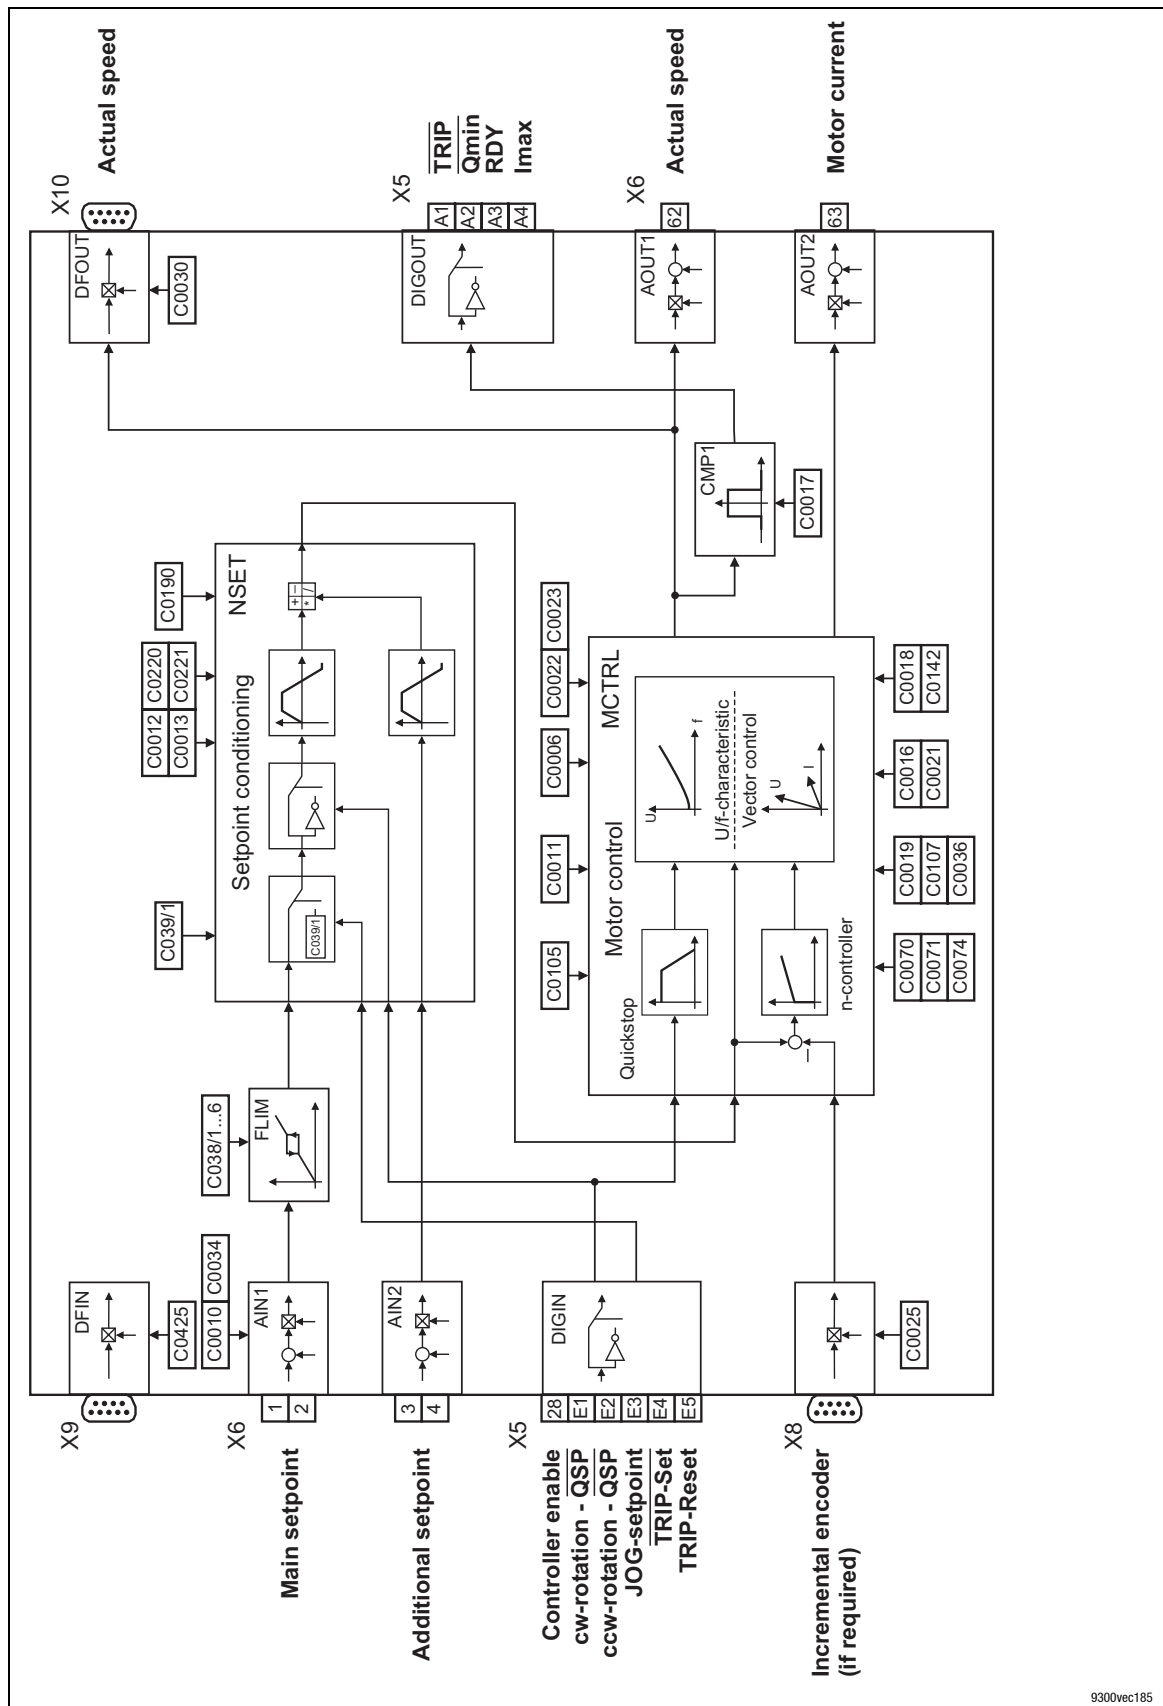 X9
DFIN
C0425
X6
Main setpoint
1
2
AIN1
C0010
C0034
FLIM
C038/1...6
Additional setpoint
3
4
AIN2
X5
Controller enable
cw-rotation - QSP
ccw-rotation - QSP
JOG-setpoint
TRIP-Set
TRIP-Reset
28
E1
E2
E3
E4
E5
DIGIN
X8
Incremental encoder
(if required)
C0025
C039/1
C0012
C0220
C0013
C0221
C0190
Setpoint conditioning
NSET
C039/1
+
–
*
/
C0105
C0011
C0006
C0022
C0023
Motor control
MCTRL
Quickstop
U
f
U/f-characteristic
Vector control
U
I
n-controller
C0070
C0071
C0074
C0019
C0107
C0036
C0016
C0021
C0018
C0142
CMP1
C0017
X10
DFOUT
Actual speed
C0030
X5
DIGOUT
A1
A2
A3
A4
TRIP
Qmin
RDY
Imax
X6
AOUT1
62
Actual speed
AOUT2
63
Motor current
9300vec185